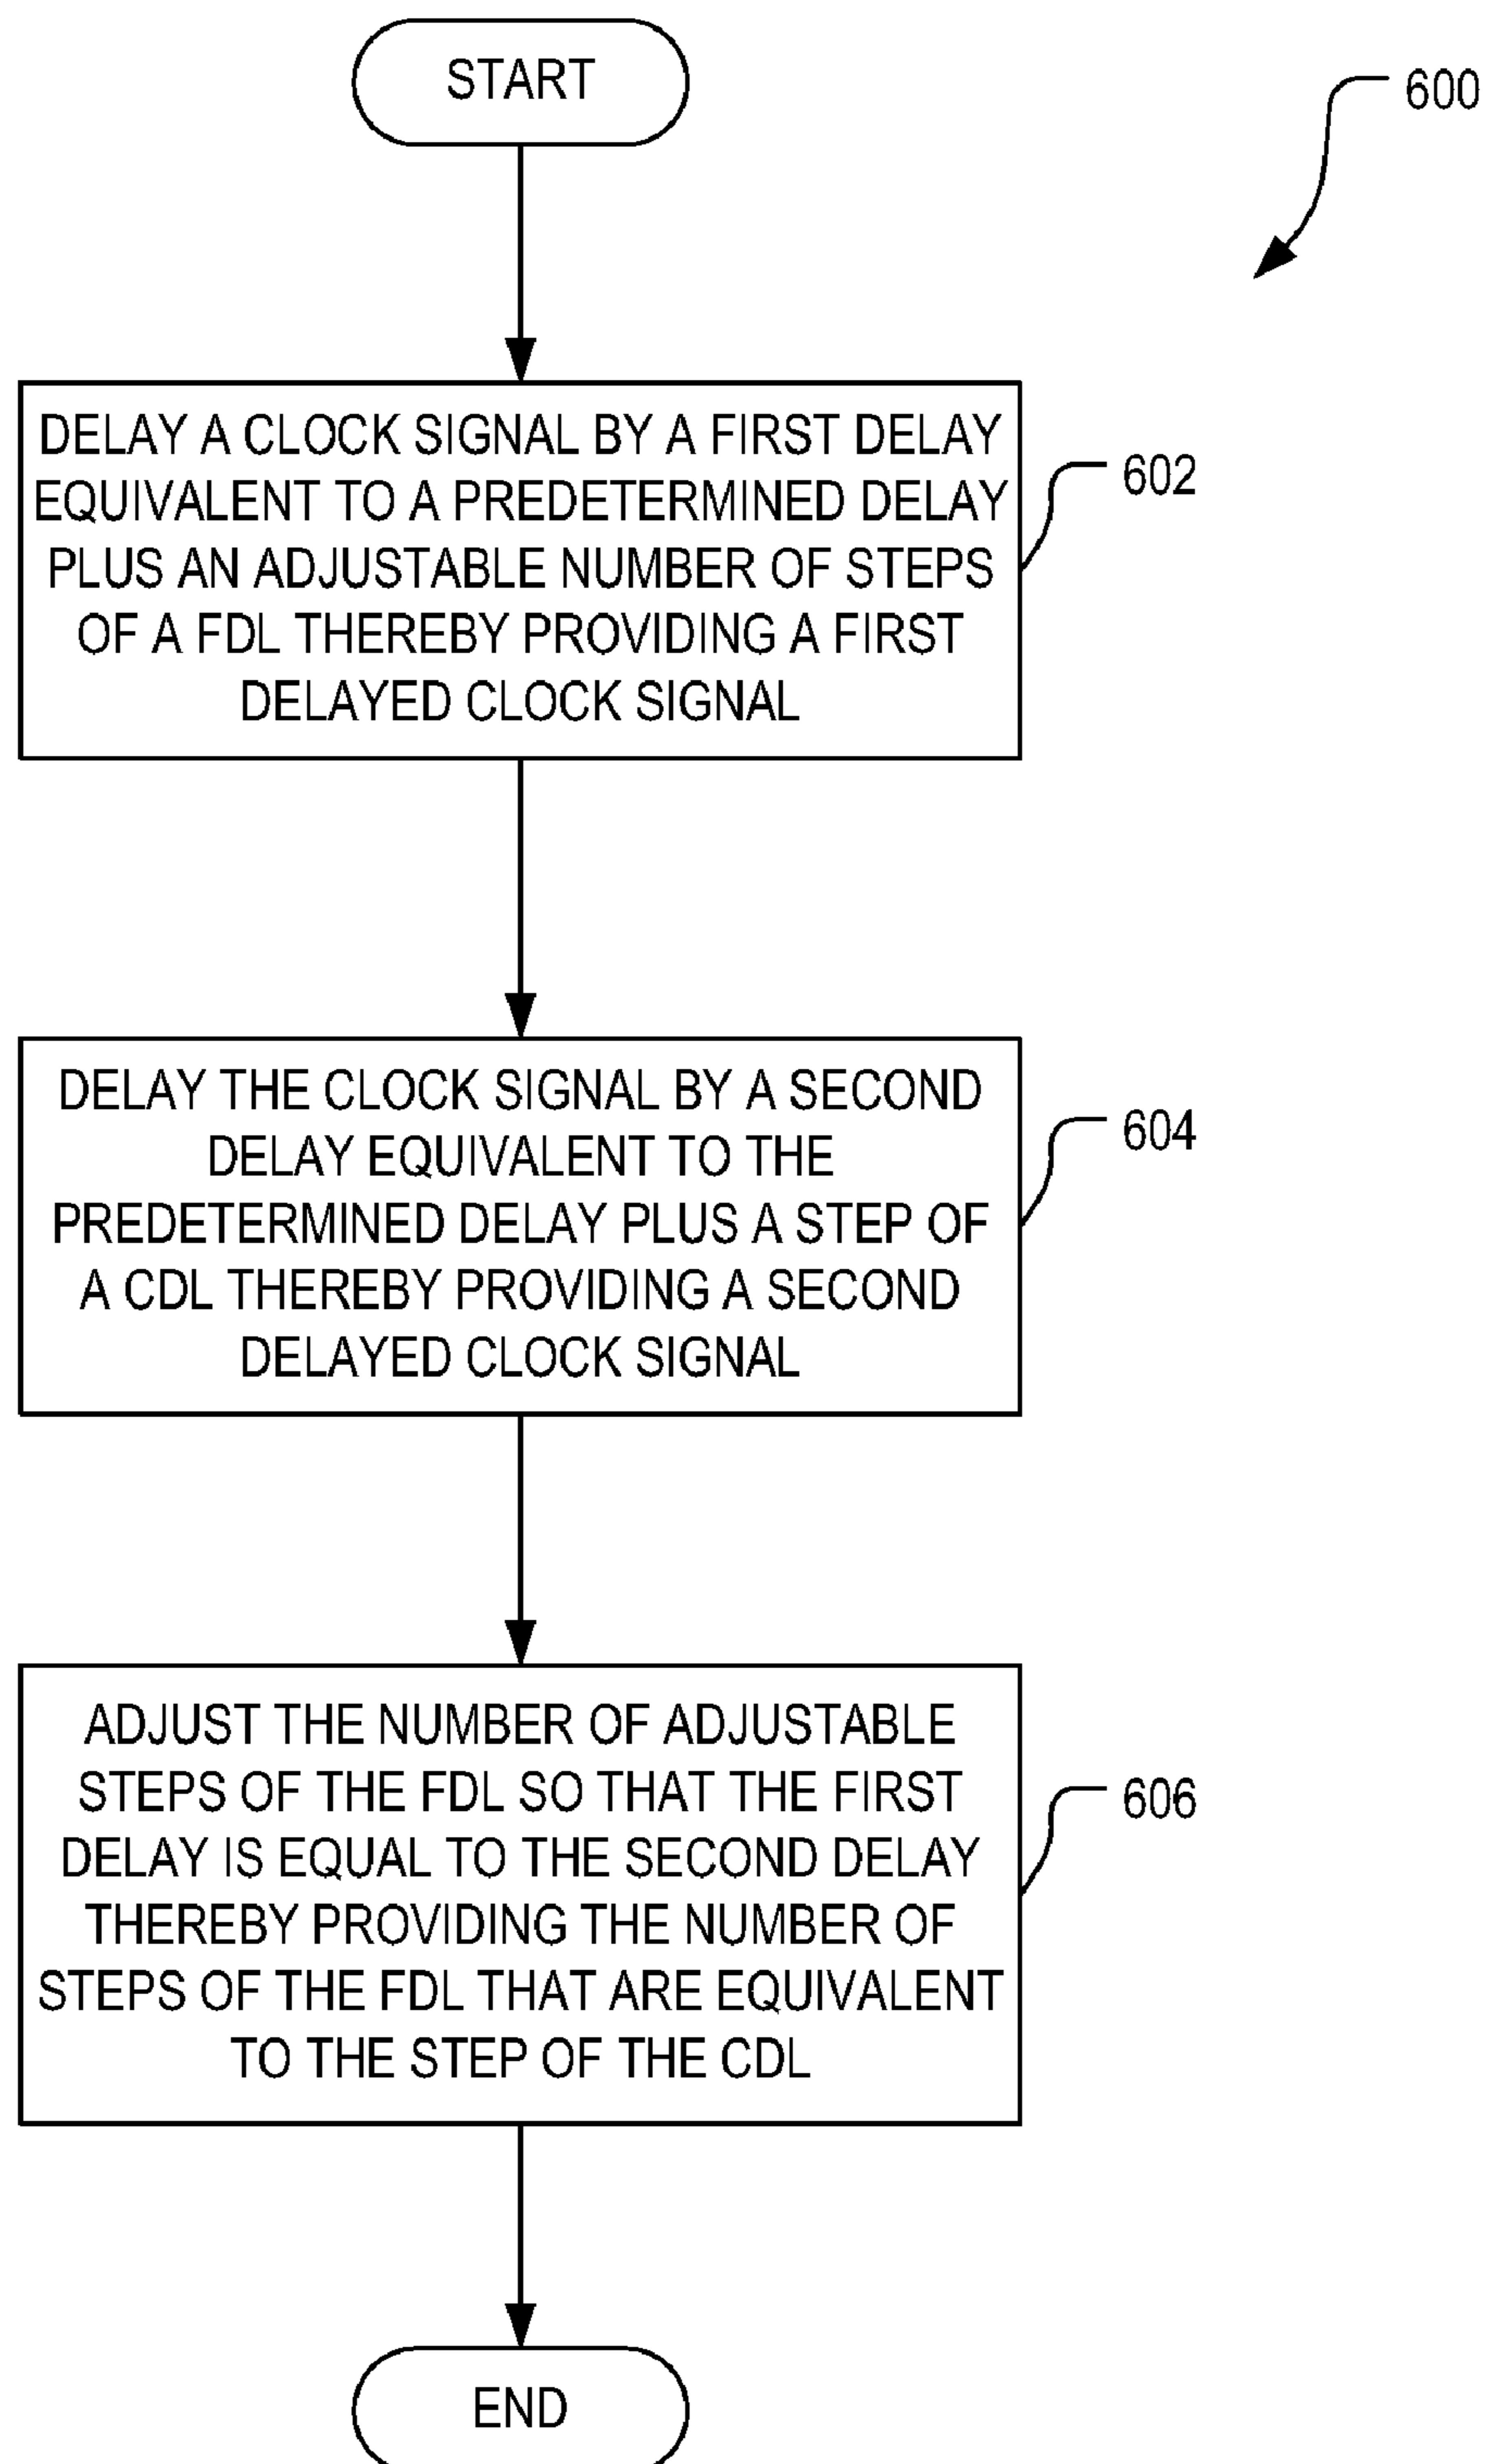 START
600
DELAY A CLOCK SIGNAL BY A FIRST DELAY
EQUIVALENT TO A PREDETERMINED DELAY
PLUS AN ADJUSTABLE NUMBER OF STEPS
OF A FDL THEREBY PROVIDING A FIRST
DELAYED CLOCK SIGNAL
602
DELAY THE CLOCK SIGNAL BY A SECOND
DELAY EQUIVALENT TO THE
PREDETERMINED DELAY PLUS A STEP OF
A CDL THEREBY PROVIDING A SECOND
DELAYED CLOCK SIGNAL
604
ADJUST THE NUMBER OF ADJUSTABLE
STEPS OF THE FDL SO THAT THE FIRST
DELAY IS EQUAL TO THE SECOND DELAY
THEREBY PROVIDING THE NUMBER OF
STEPS OF THE FDL THAT ARE EQUIVALENT
TO THE STEP OF THE CDL
606
END